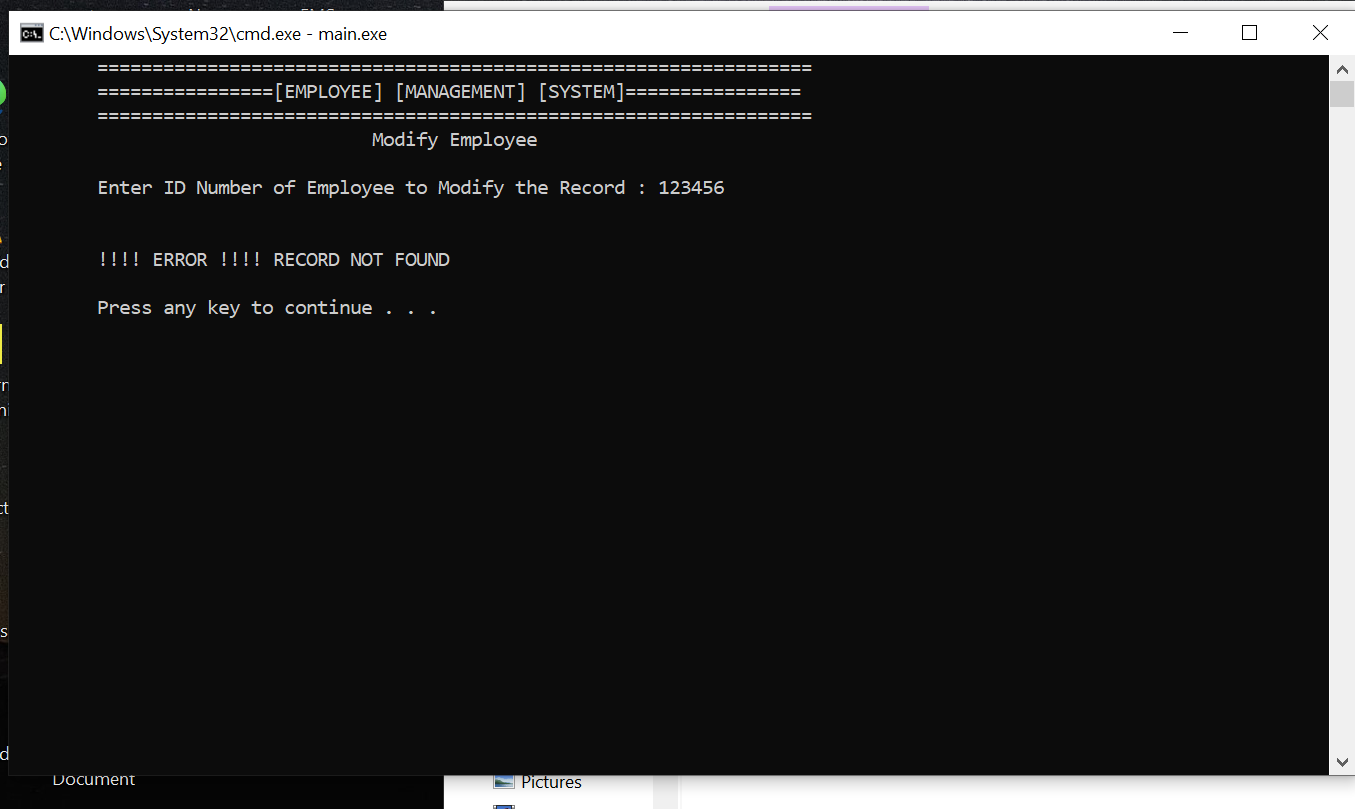 C:\Windows\System32\cmd.exe - main.exe
=================================================================
================[EMPLOYEE] [MANAGEMENT] [SYSTEM]================
=================================================================
Modify Employee
Enter ID Number of Employee to Modify the Record : 123456
!!!! ERROR !!!! RECORD NOT FOUND
Press any key to continue . . .
Document
Pictures